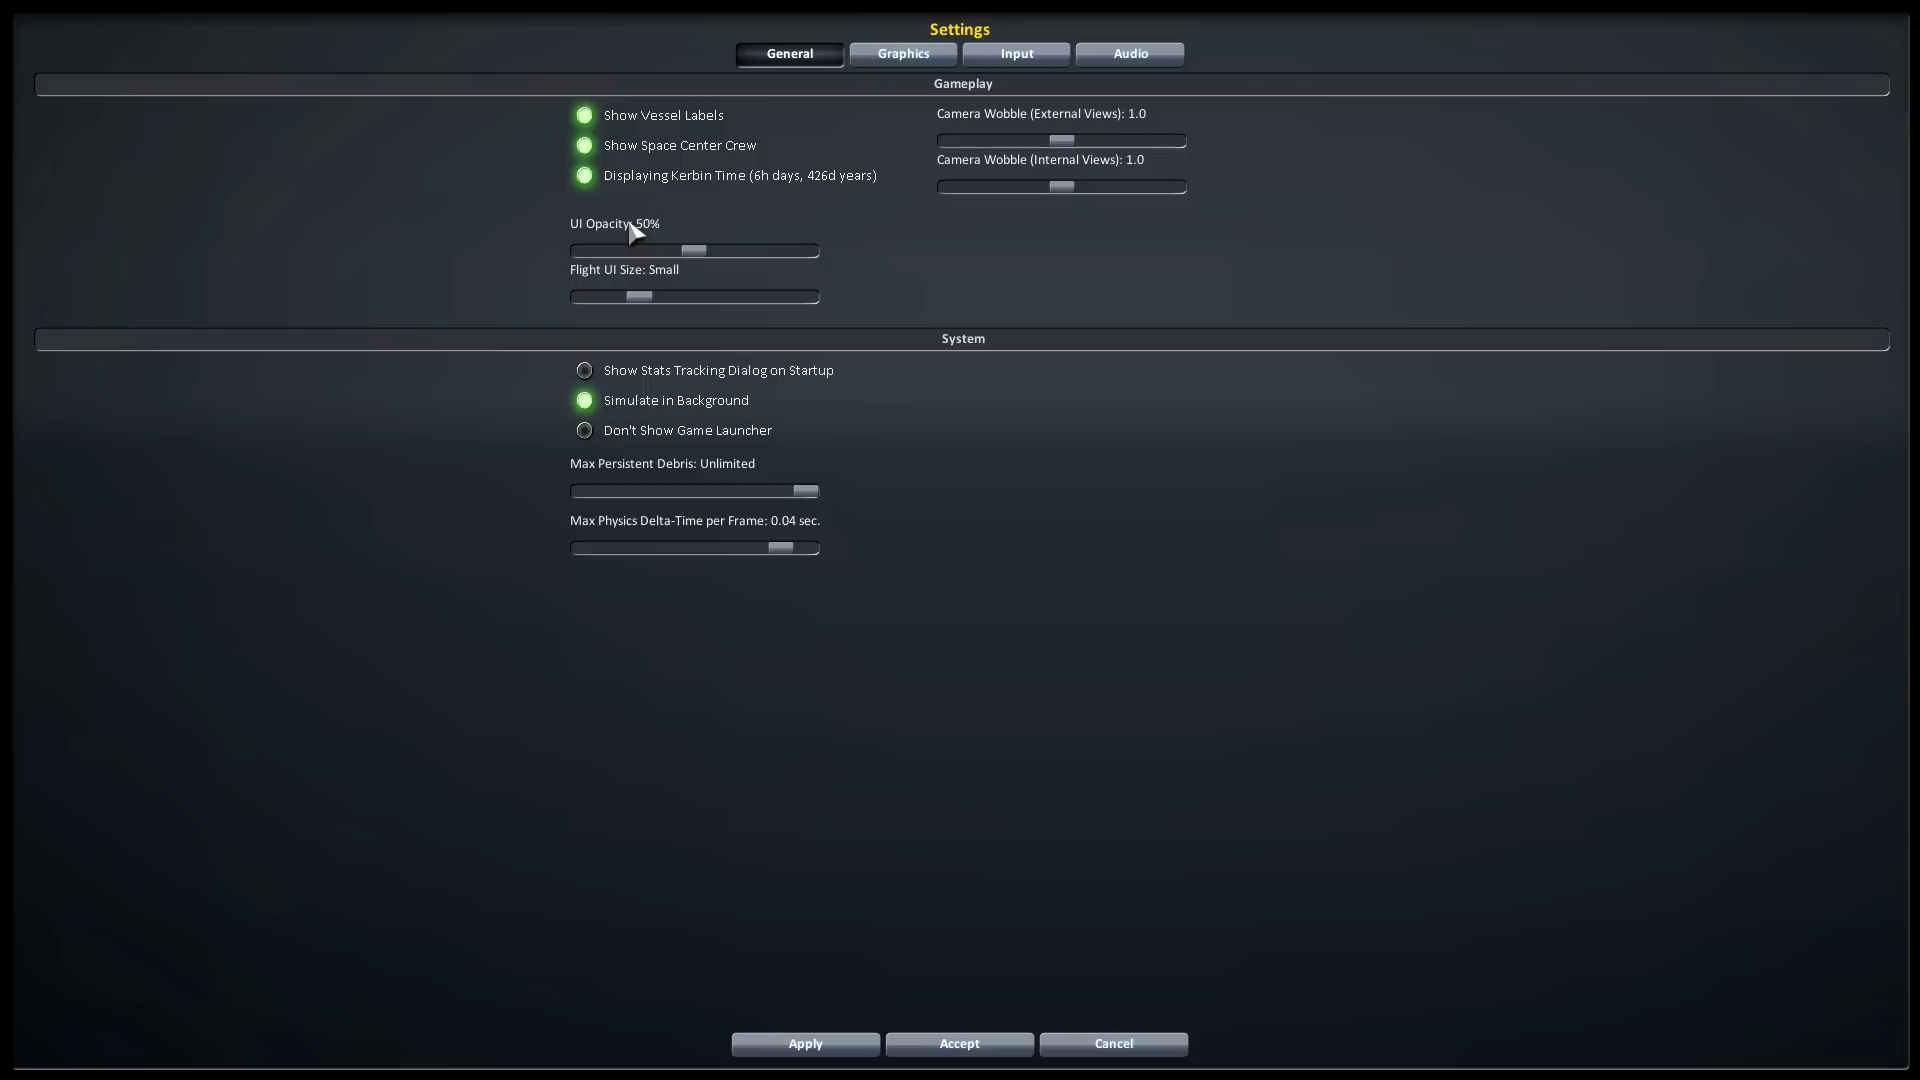 Settings
General Graphics Input Audio
Gameplay
Show Vessel Labels
Show Space Center Crew
Displaying Kerbin Time (6h days, 426d years)
Camera Wobble (External Views): 1.0
Camera Wobble (Internal Views): 1.0
UI Opacity: 50%
Flight UI Size: Small
System
Show Stats Tracking Dialog on Startup
Simulate in Background
Don't Show Game Launcher
Max Persistent Debris: Unlimited
Max Physics Delta-Time per Frame: 0.04 sec.
Apply Accept Cancel